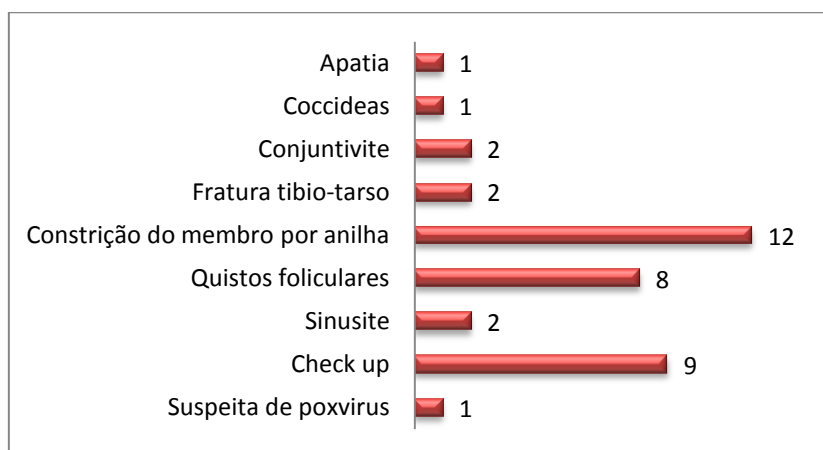 Apatia 1
Coccideas 1
Conjuntivite 2
Fratura tibio-tarso 2
Constrição do membro por anilha 12
Quistos foliculares 8
Sinusite 2
Check up 9
Suspeita de poxvirus 1